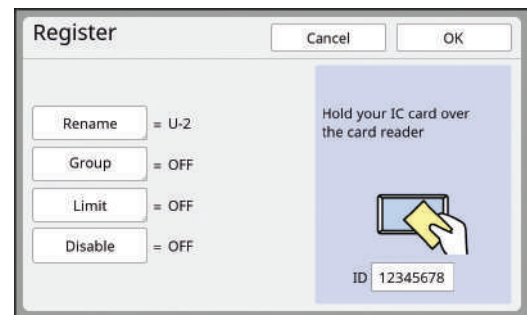 Register
Cancel
OK
Rename = U-2
Group = OFF
Limit = OFF
Disable = OFF
Hold your IC card over
the card reader
ID 12345678